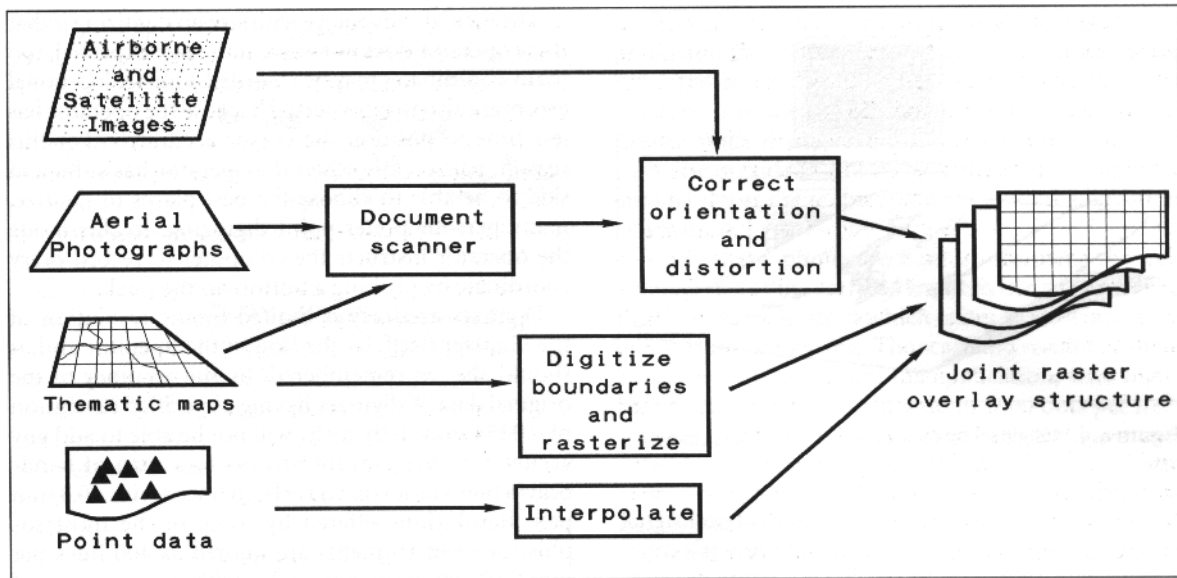 Airborne
and
Satellite
Images
Aerial
Photographs
Document
scanner
Correct
orientation
and
distortion
Thematic maps
Digitize
boundaries
and
rasterize
Joint raster
overlay structure
Point data
Interpolate